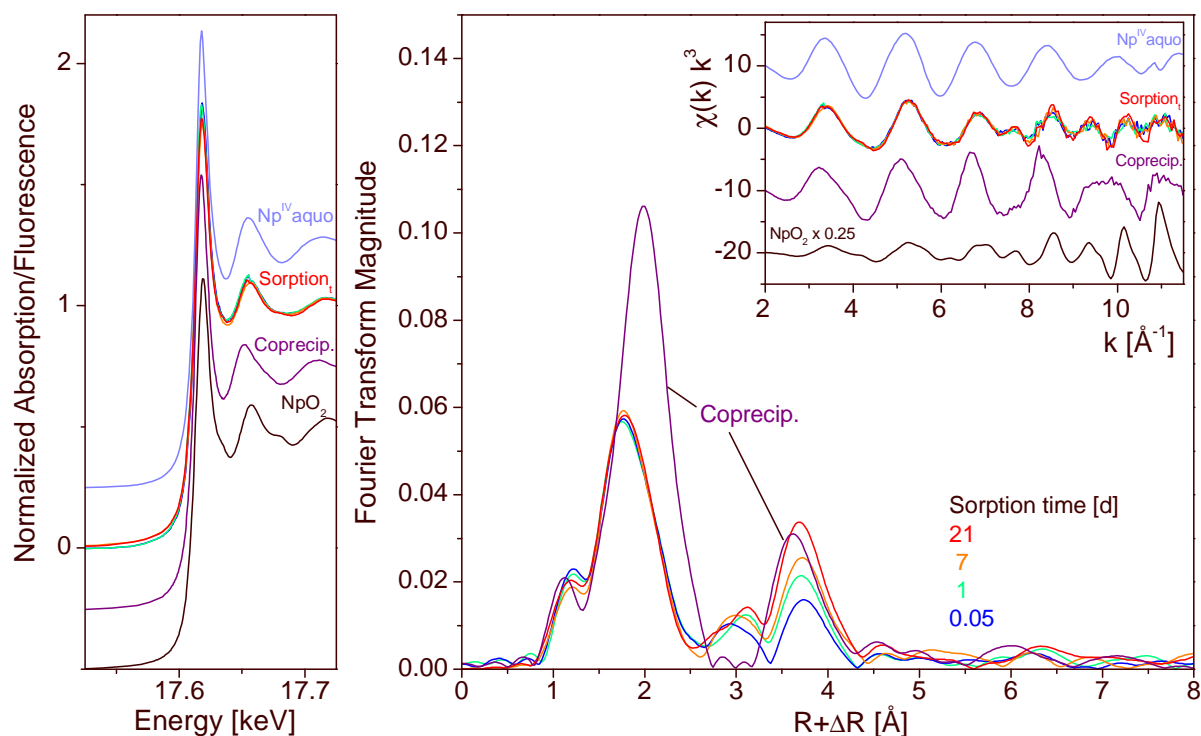 Normalized Absorption/Fluorescence
2
1
0
17.6 17.7
Energy [keV]
Np^IV aquo
Sorption_t
Coprecip.
NpO₂
Fourier Transform Magnitude
0.14
0.12
0.10
0.08
0.06
0.04
0.02
0.00
0 1 2 3 4 5 6 7 8
R+ΔR [Å]
Coprecip.
Sorption time [d]
21
7
1
0.05
χ(k) k³
10
0
-10
-20
2 4 6 8 10
k [Å⁻¹]
Np^IV aquo
Sorption_t
Coprecip.
NpO₂ x 0.25